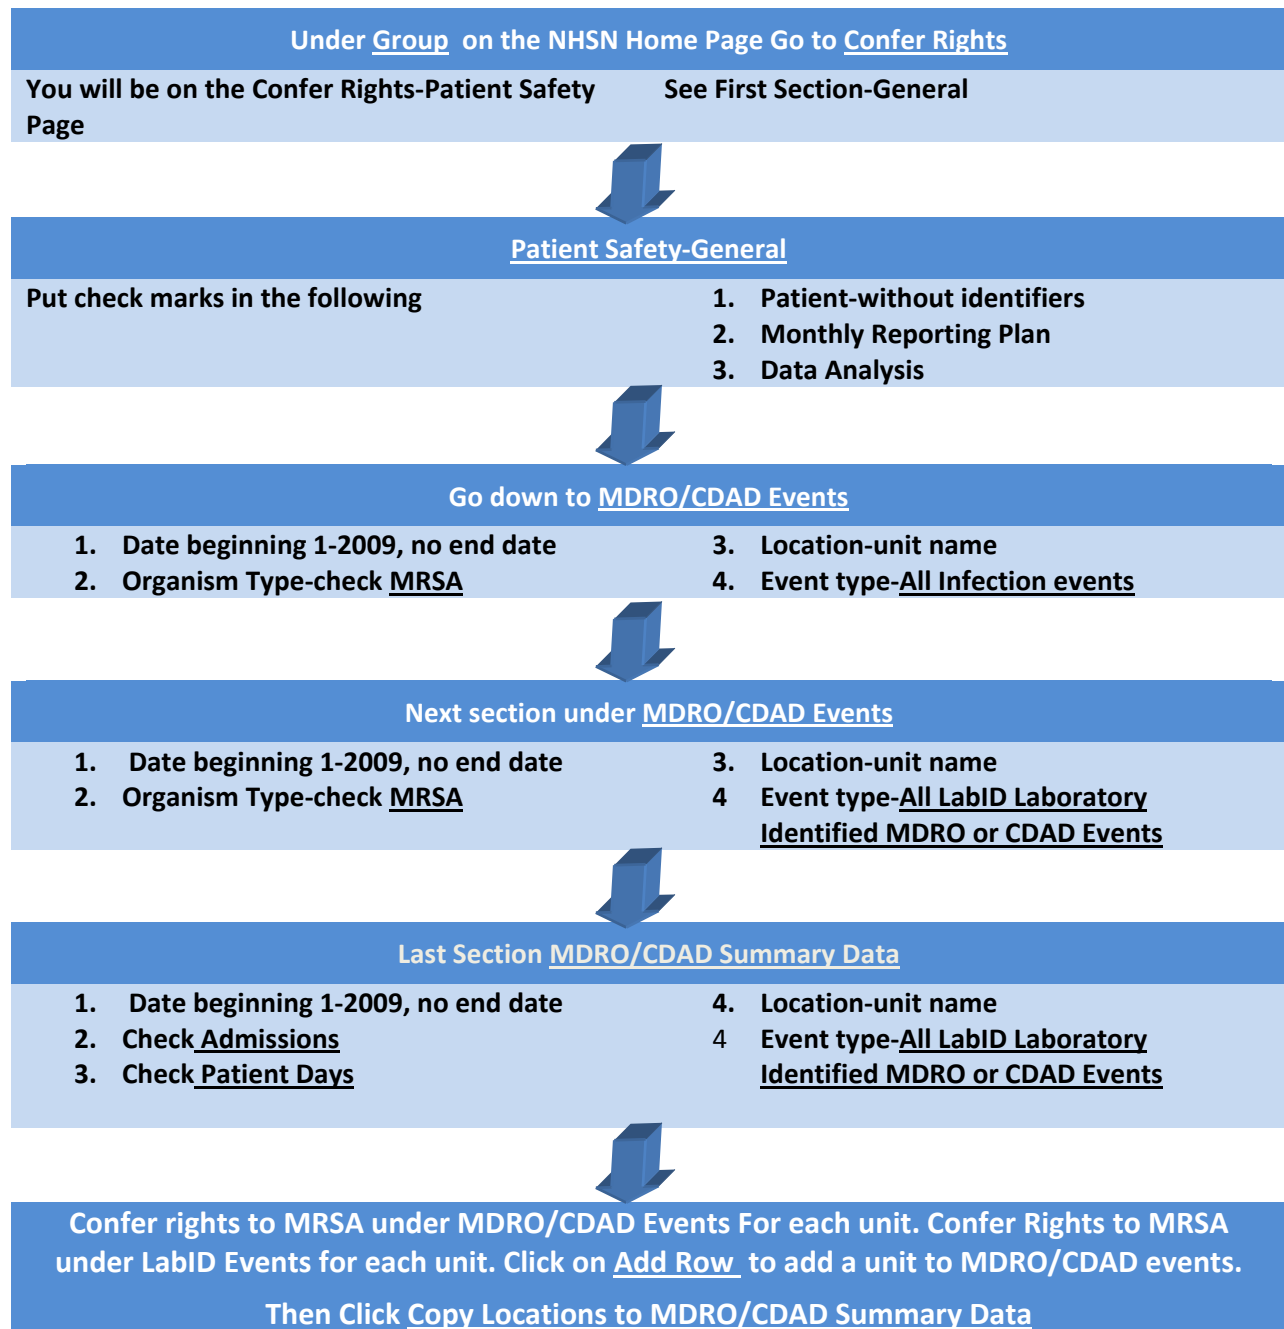 Under Group on the NHSN Home Page Go to Confer Rights
You will be on the Confer Rights-Patient Safety
Page
See First Section-General
Patient Safety-General
Put check marks in the following
1. Patient-without identifiers
2. Monthly Reporting Plan
3. Data Analysis
Go down to MDRO/CDAD Events
1. Date beginning 1-2009, no end date
2. Organism Type-check MRSA
3. Location-unit name
4. Event type-All Infection events
Next section under MDRO/CDAD Events
1. Date beginning 1-2009, no end date
2. Organism Type-check MRSA
3. Location-unit name
4 Event type-All LabID Laboratory
Identified MDRO or CDAD Events
Last Section MDRO/CDAD Summary Data
1. Date beginning 1-2009, no end date
2. Check Admissions
3. Check Patient Days
4. Location-unit name
4 Event type-All LabID Laboratory
Identified MDRO or CDAD Events
Confer rights to MRSA under MDRO/CDAD Events For each unit. Confer Rights to MRSA
under LabID Events for each unit. Click on Add Row to add a unit to MDRO/CDAD events.
Then Click Copy Locations to MDRO/CDAD Summary Data